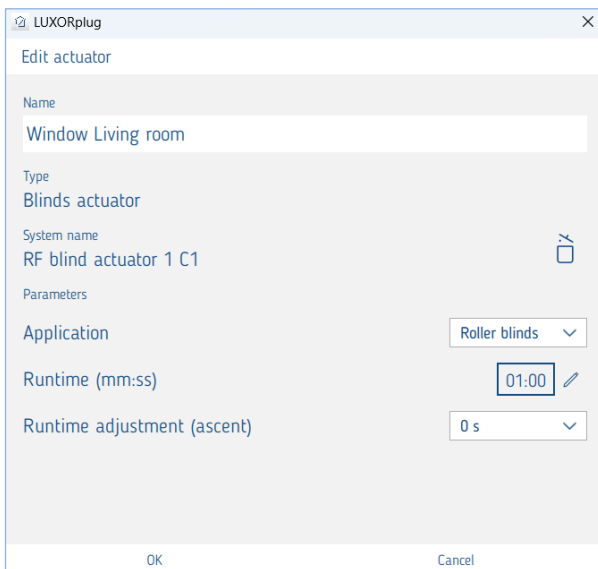 LUXORplug
Edit actuator
Name
Window Living room
Type
Blinds actuator
System name
RF blind actuator 1 C1
Parameters
Application Roller blinds
Runtime (mm:ss) 01:00
Runtime adjustment (ascent) 0 s
OK Cancel